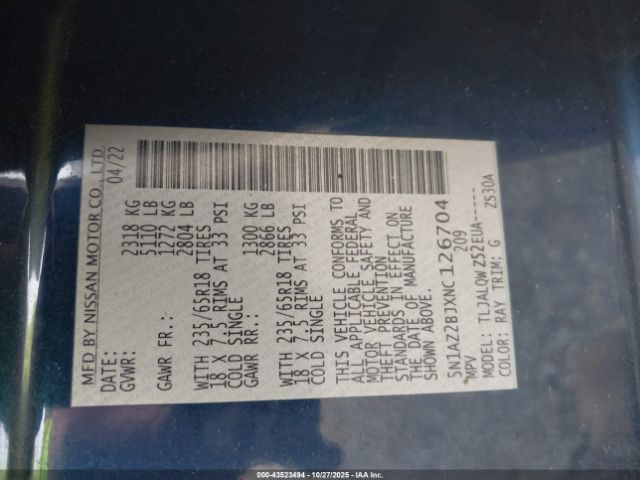 MFD BY NISSAN MOTOR CO., LTD.
DATE: 04/22
GVWR: 2318 KG
5110 LB
GAWR FR.: 1272 KG
2804 LB
WITH 235/65R18 TIRES
18 X 7.5 RIMS AT 33 PSI
COLD SINGLE
GAWR RR.: 1300 KG
2866 LB
WITH 235/65R18 TIRES
18 X 7.5 RIMS AT 33 PSI
COLD SINGLE
THIS VEHICLE CONFORMS TO
ALL APPLICABLE FEDERAL
MOTOR VEHICLE SAFETY AND
THEFT PREVENTION
STANDARDS IN EFFECT ON
THE DATE OF MANUFACTURE
SHOWN ABOVE.
5N1AZ2BJXNC126704
MPV 209
MODEL: TLJALQWZS2EUA-----
COLOR: RAY TRIM: G ZS30A
000-43523494 - 10/27/2025 - IAA Inc.